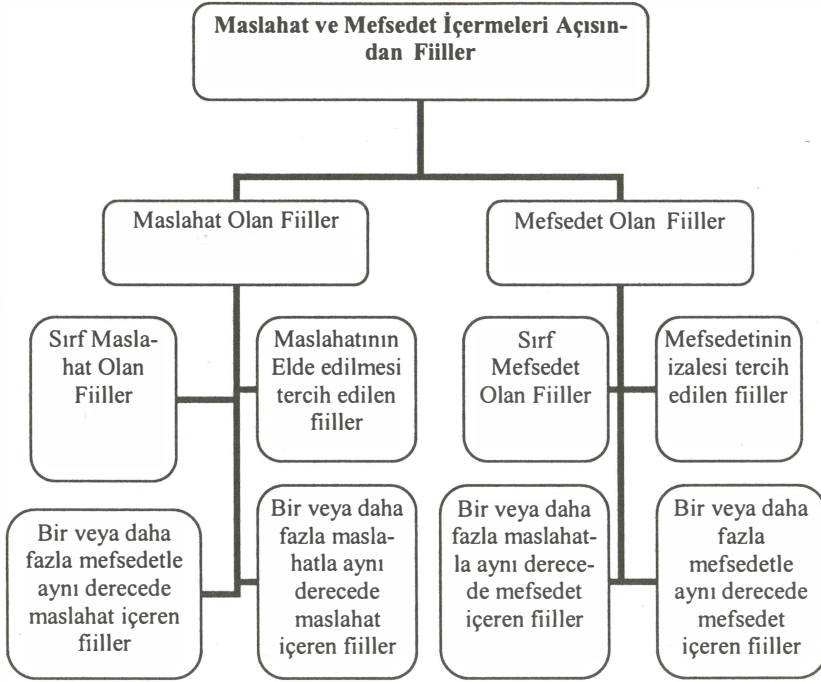 Maslahat ve Mefsedet İçermeleri Açısın-
dan Fiiller
Maslahat Olan Fiiller
Mefsedet Olan Fiiller
Sırf Masla-
hat Olan
Fiiller
Maslahatının
Elde edilmesi
tercih edilen
fiiller
Sırf
Mefsedet
Olan Fiiller
Mefsedetinin
izalesi tercih
edilen fiiller
Bir veya daha
fazla mefsedetle
aynı derecede
maslahat içeren
fiiller
Bir veya daha
fazla masla-
hatla aynı
derecede
maslahat
içeren fiiller
Bir veya daha
fazla maslahat-
la aynı derece-
de mefsedet
içeren fiiller
Bir veya daha
fazla
mefsedetle
aynı derecede
mefsedet
içeren fiiller